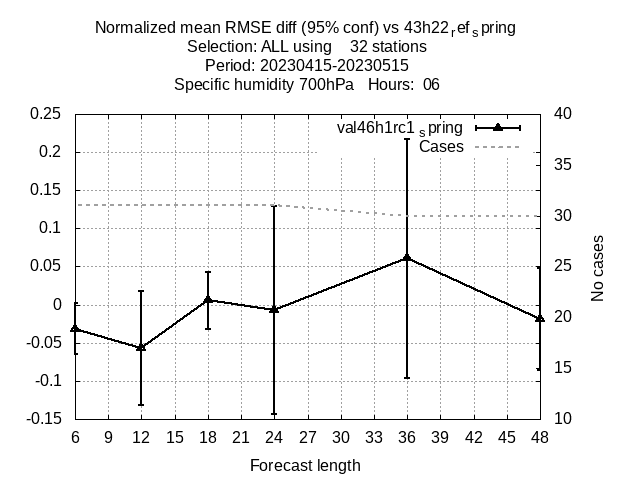 Normalized mean RMSE diff (95% conf) vs 43h22refspring
Selection: ALL using 32 stations
Period: 20230415-20230515
Specific humidity 700hPa Hours: 06
val46h1rc1spring
Cases
0.25
0.2
0.15
0.1
0.05
0
-0.05
-0.1
-0.15
40
35
30
25
20
15
10
No cases
6 9 12 15 18 21 24 27 30 33 36 39 42 45 48
Forecast length